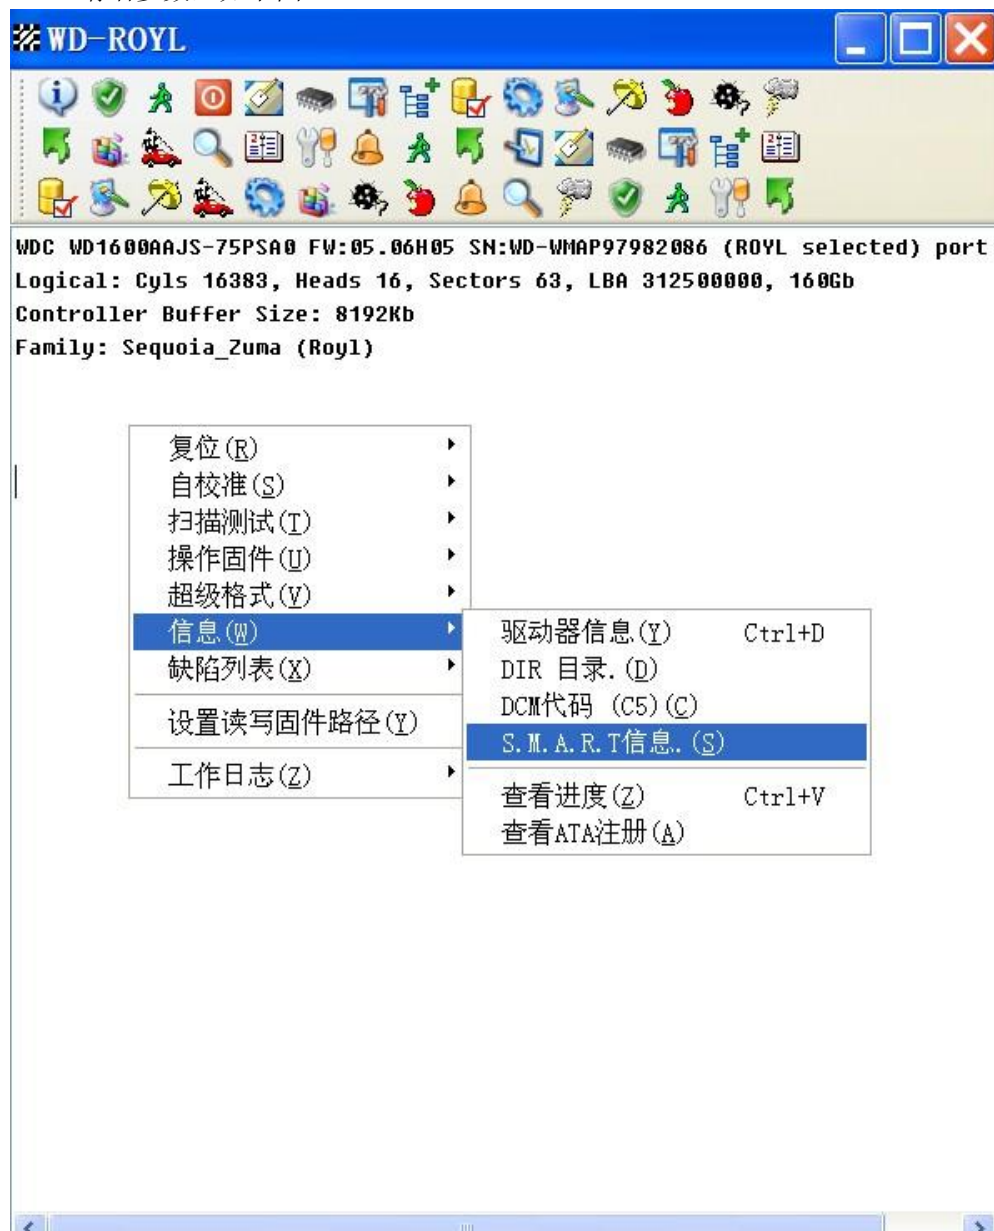 WD-ROYL
WDC WD1600AAJS-75PSA0 FW:05.06H05 SN:WD-WMAP97982086 (ROYL selected) port
Logical: Cyls 16383, Heads 16, Sectors 63, LBA 312500000, 160Gb
Controller Buffer Size: 8192Kb
Family: Sequoia_Zuma (Royl)
复位(R)
自校准(S)
扫描测试(T)
操作固件(U)
超级格式(V)
信息(W)
缺陷列表(X)
设置读写固件路径(Y)
工作日志(Z)
驱动器信息(Y) Ctrl+D
DIR 目录.(D)
DCM代码 (C5)(C)
S.M.A.R.T信息.(S)
查看进度(Z) Ctrl+V
查看ATA注册(A)